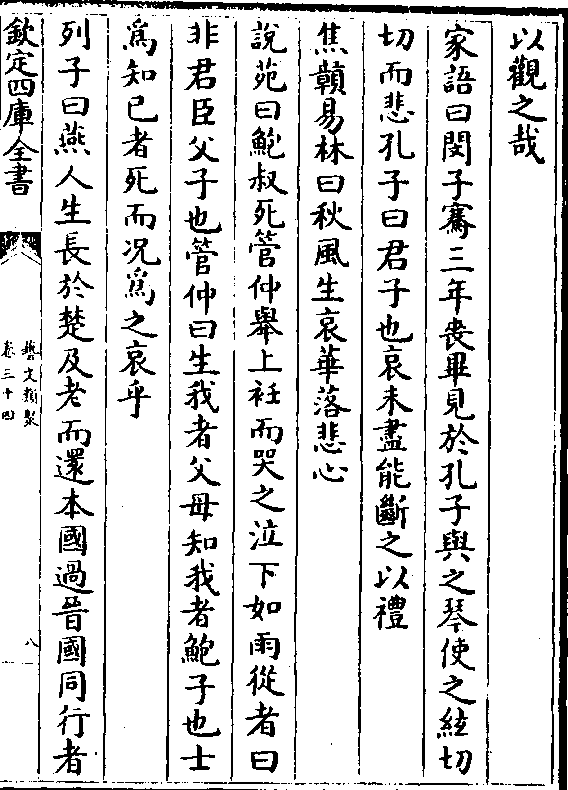 以觀之哉
家語曰閔子騫三年喪畢見於孔子與之琴使之絃切
切而悲孔子曰君子也哀未盡能斷之以禮
焦贛易林曰秋風生哀華落悲心
說苑曰鮑叔死管仲舉上衽而哭之泣下如雨從者曰
非君臣父子也管仲曰生我者父母知我者鮑子也士
爲知已者死而况爲之哀乎
列子曰燕人生長於楚及老而還本國過晉國同行者
欽定四庫全書
藝文類聚
卷三十四
八